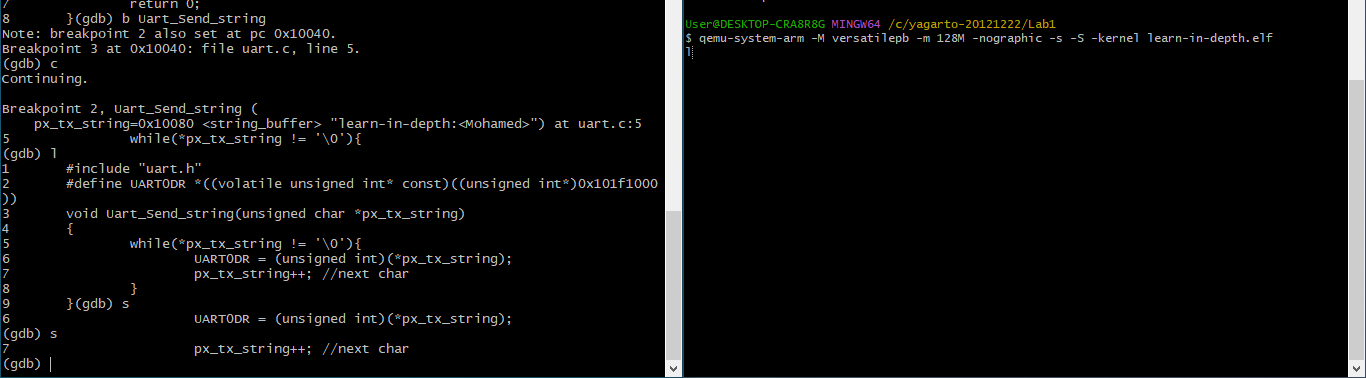 7               return 0;
8       }(gdb) b Uart_Send_string
Note: breakpoint 2 also set at pc 0x10040.
Breakpoint 3 at 0x10040: file uart.c, line 5.
(gdb) c
Continuing.
Breakpoint 2, Uart_Send_string (
    px_tx_string=0x10080 <string_buffer> "learn-in-depth:<Mohamed>") at uart.c:5
5               while(*px_tx_string != '\0'){
(gdb) l
1       #include "uart.h"
2       #define UART0DR *((volatile unsigned int* const)((unsigned int*)0x101f1000
))
3       void Uart_Send_string(unsigned char *px_tx_string)
4       {
5               while(*px_tx_string != '\0'){
6                       UART0DR = (unsigned int)(*px_tx_string);
7                       px_tx_string++; //next char
8               }
9       }(gdb) s
6                       UART0DR = (unsigned int)(*px_tx_string);
(gdb) s
7                       px_tx_string++; //next char
(gdb)
User@DESKTOP-CRA8R8G MINGW64 /c/yagarto-20121222/Lab1
$ qemu-system-arm -M versatilepb -m 128M -nographic -s -S -kernel learn-in-depth.elf
l